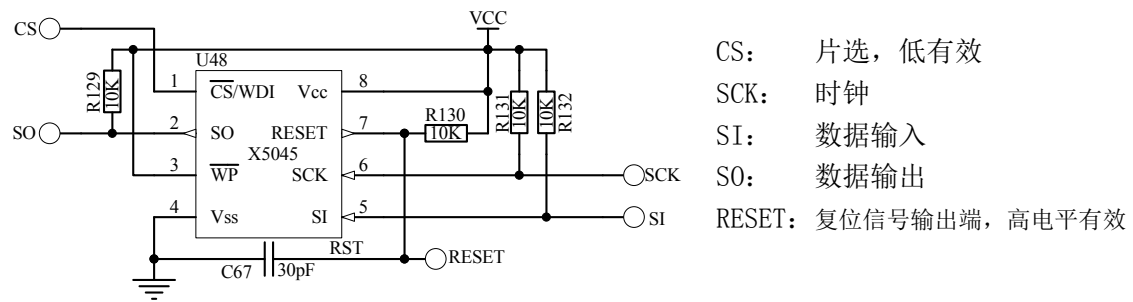 VCC
CS
U48
R129
10K
1
CS/WDI
Vcc
8
R130
10K
R131
10K
10K
R132
SO
2
SO
RESET
7
X5045
3
WP
SCK
6
SCK
4
Vss
SI
5
SI
RST
C67
30pF
RESET
CS: 片选，低有效
SCK: 时钟
SI: 数据输入
SO: 数据输出
RESET: 复位信号输出端，高电平有效